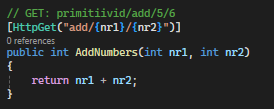 // GET: primitiivid/add/5/6
[HttpGet("add/{nr1}/{nr2}")]
0 references
public int AddNumbers(int nr1, int nr2)
{
return nr1 + nr2;
}